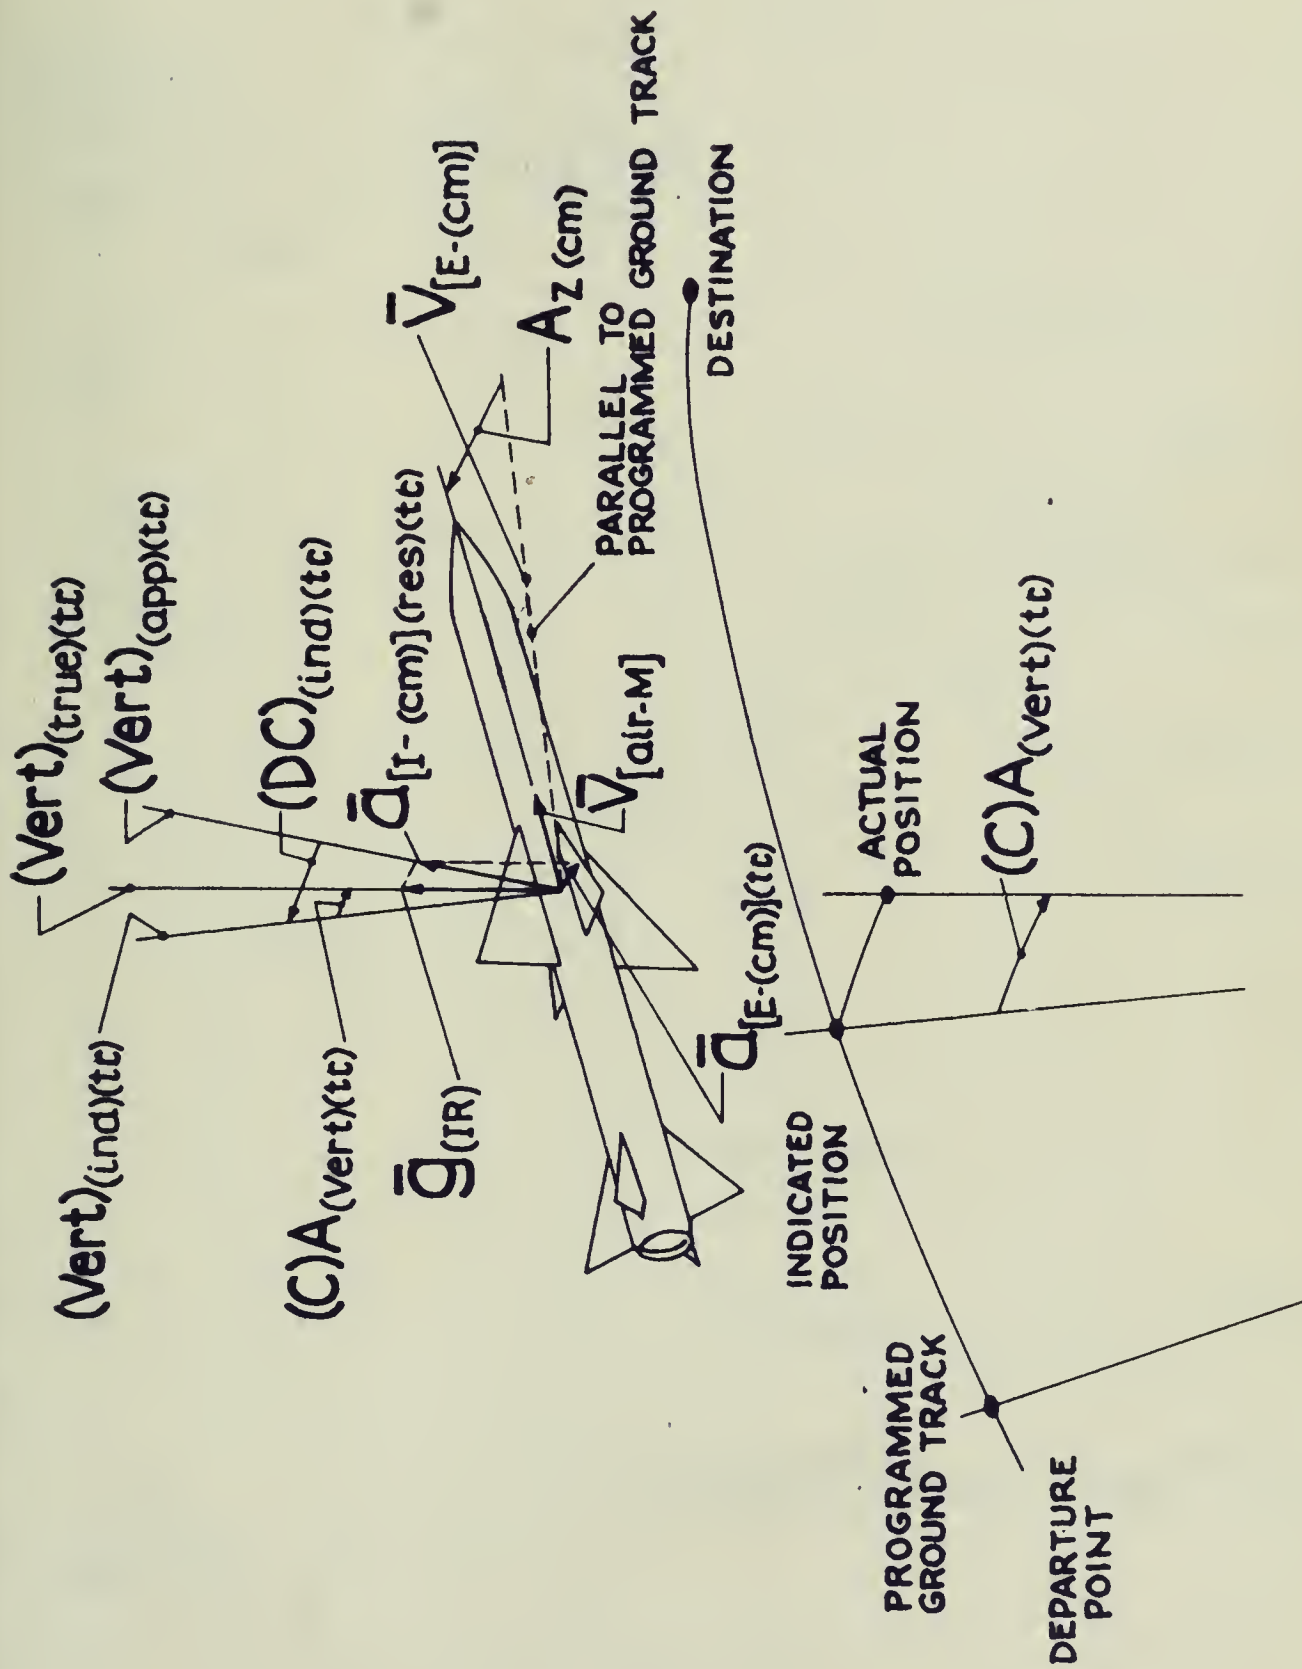 (Vert)(true)(tc)
(Vert)(app)(tc)
(Vert)(ind)(tc)
(DC)(ind)(tc)
(C)A(vert)(tc)
a̅[I-(cm)](res)(tc)
g̅(IR)
V̅[E-(cm)]
AZ(cm)
PARALLEL TO
PROGRAMMED GROUND TRACK
V̅[air-M]
DESTINATION
a̅[E-(cm)](tc)
INDICATED
POSITION
ACTUAL
POSITION
(C)A(vert)(tc)
PROGRAMMED
GROUND TRACK
DEPARTURE
POINT